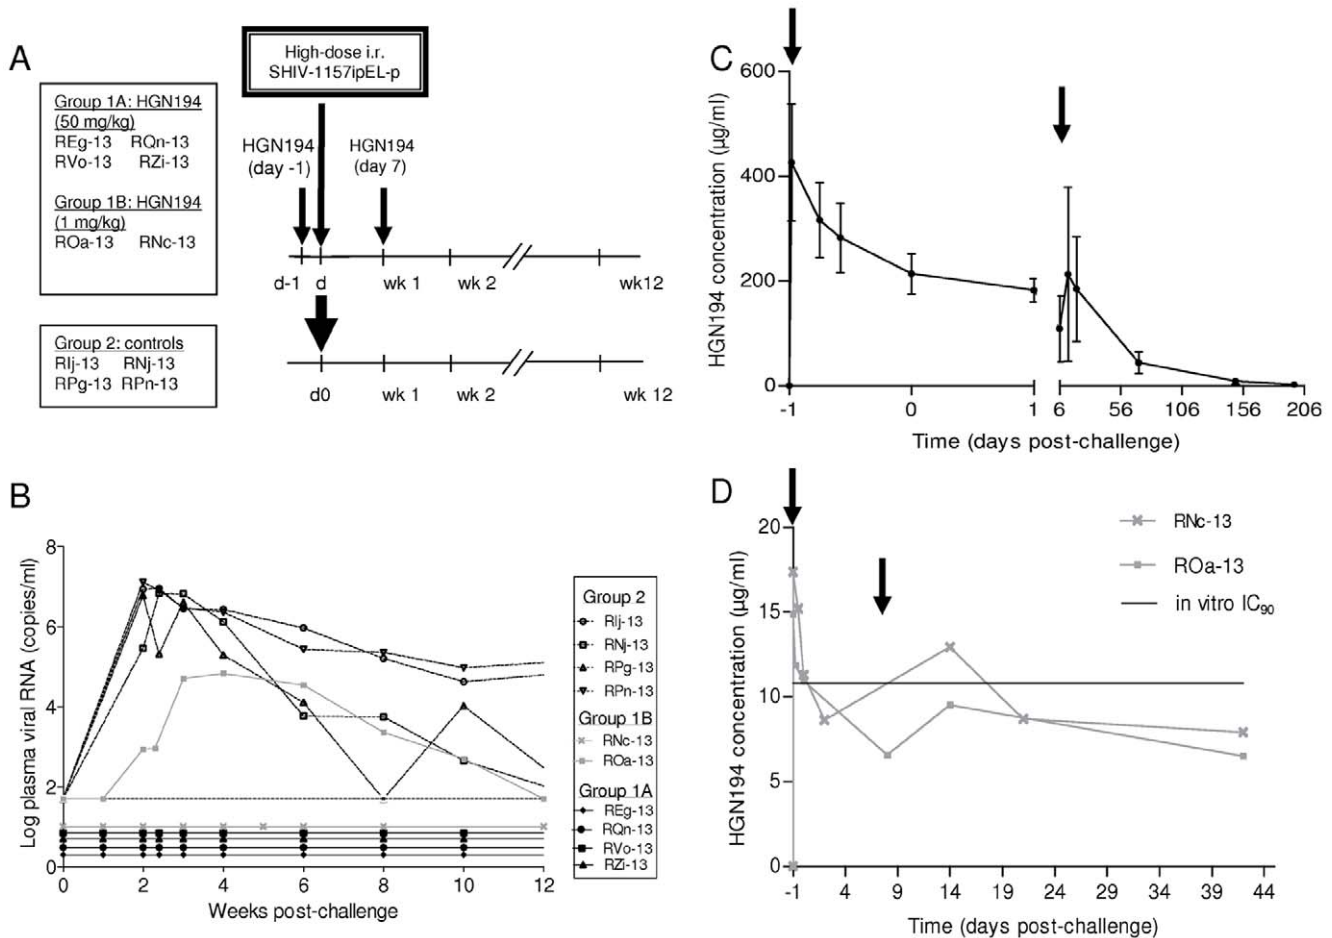 A
High-dose i.r.
SHIV-1157ipEL-p
Group 1A: HGN194
(50 mg/kg)
REg-13 RQn-13
RVo-13 RZi-13
Group 1B: HGN194
(1 mg/kg)
ROa-13 RNc-13
HGN194
(day -1)
HGN194
(day 7)
d-1 d wk 1 wk 2 wk12
Group 2: controls
RIj-13 RNj-13
RPg-13 RPn-13
d0 wk 1 wk 2 wk 12
B
Log plasma viral RNA (copies/ml)
8
6
4
2
0
0 2 4 6 8 10 12
Weeks post-challenge
Group 2
RIj-13
RNj-13
RPg-13
RPn-13
Group 1B
RNc-13
ROa-13
Group 1A
REg-13
RQn-13
RVo-13
RZi-13
C
HGN194 concentration (µg/ml)
600
400
200
0
-1 0 1 6 56 106 156 206
Time (days post-challenge)
D
HGN194 concentration (µg/ml)
20
15
10
5
0
-1 4 9 14 19 24 29 34 39 44
Time (days post-challenge)
RNc-13
ROa-13
in vitro IC90